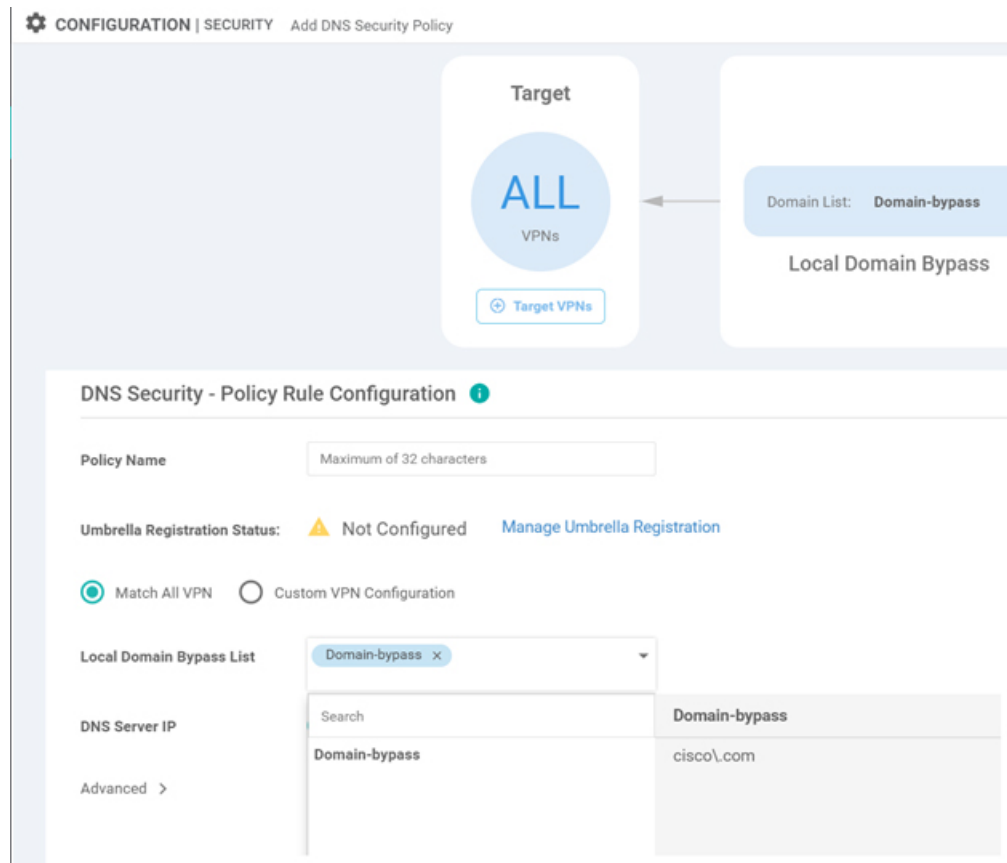 CONFIGURATION | SECURITY Add DNS Security Policy
Target
ALL
VPNs
Target VPNs
Domain List: Domain-bypass
Local Domain Bypass
DNS Security - Policy Rule Configuration
Policy Name Maximum of 32 characters
Umbrella Registration Status: Not Configured Manage Umbrella Registration
Match All VPN Custom VPN Configuration
Local Domain Bypass List Domain-bypass
DNS Server IP Search Domain-bypass
Domain-bypass cisco\.com
Advanced >